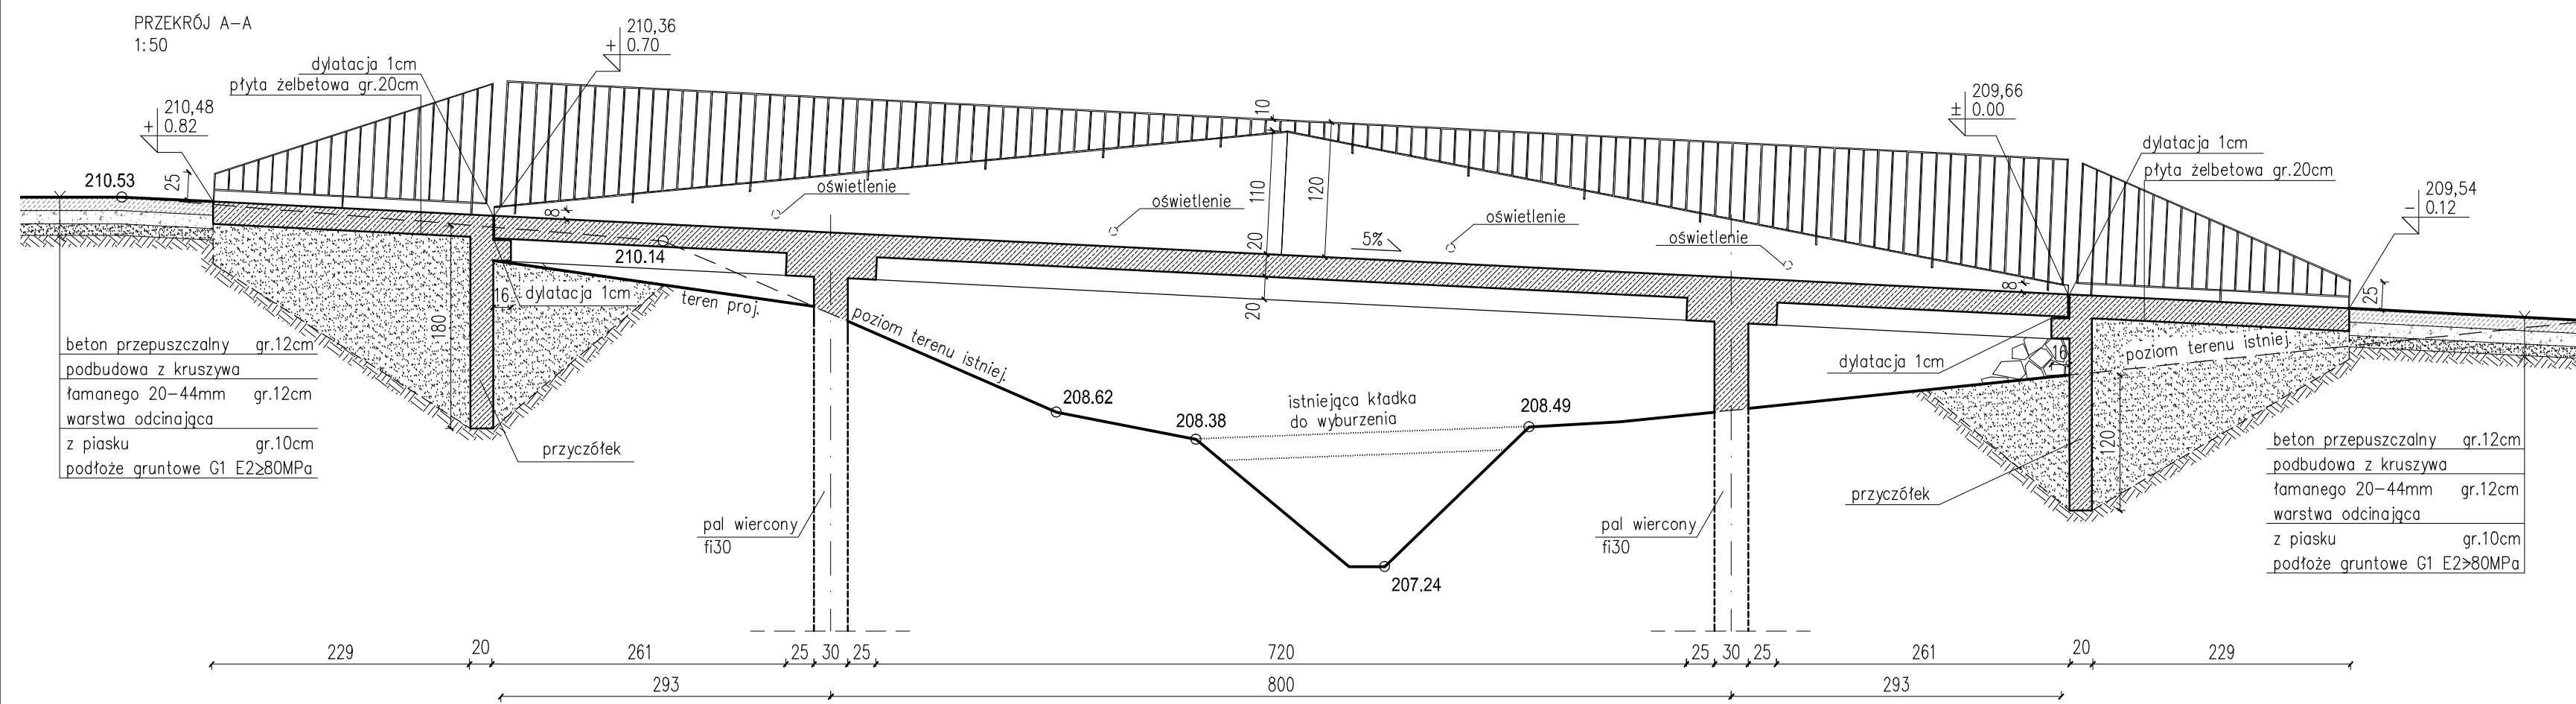 PRZEKRÓJ A-A
1:50
210,36
+ 0.70
dylatacja 1cm
płyta żelbetowa gr.20cm
210,48
+ 0.82
210.53
25
8
10
110
120
20
20
oświetlenie
oświetlenie
oświetlenie
oświetlenie
5%
209,66
± 0.00
dylatacja 1cm
płyta żelbetowa gr.20cm
209,54
- 0.12
25
8
210.14
16
dylatacja 1cm
teren proj.
180
poziom terenu istniej.
208.62
208.38
istniejąca kładka
do wyburzenia
208.49
207.24
dylatacja 1cm
16
poziom terenu istniej.
120
beton przepuszczalny gr.12cm
podbudowa z kruszywa
łamanego 20-44mm gr.12cm
warstwa odcinająca
z piasku gr.10cm
podłoże gruntowe G1 E2≥80MPa
przyczółek
pal wiercony
fi30
pal wiercony
fi30
przyczółek
beton przepuszczalny gr.12cm
podbudowa z kruszywa
łamanego 20-44mm gr.12cm
warstwa odcinająca
z piasku gr.10cm
podłoże gruntowe G1 E2≥80MPa
229 20 261 25 30 25 720 25 30 25 261 20 229
293 800 293